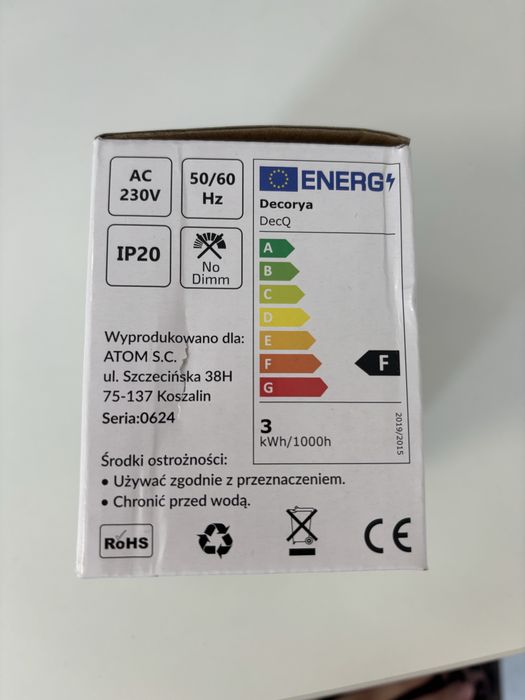 AC
230V
50/60
Hz
IP20
No
Dimm
ENERG
Decorya
DecQ
A
B
C
D
E
F
G
F
3
kWh/1000h
2019/2015
Wyprodukowano dla:
ATOM S.C.
ul. Szczecińska 38H
75-137 Koszalin
Seria:0624
Środki ostrożności:
• Używać zgodnie z przeznaczeniem.
• Chronić przed wodą.
RoHS
CE